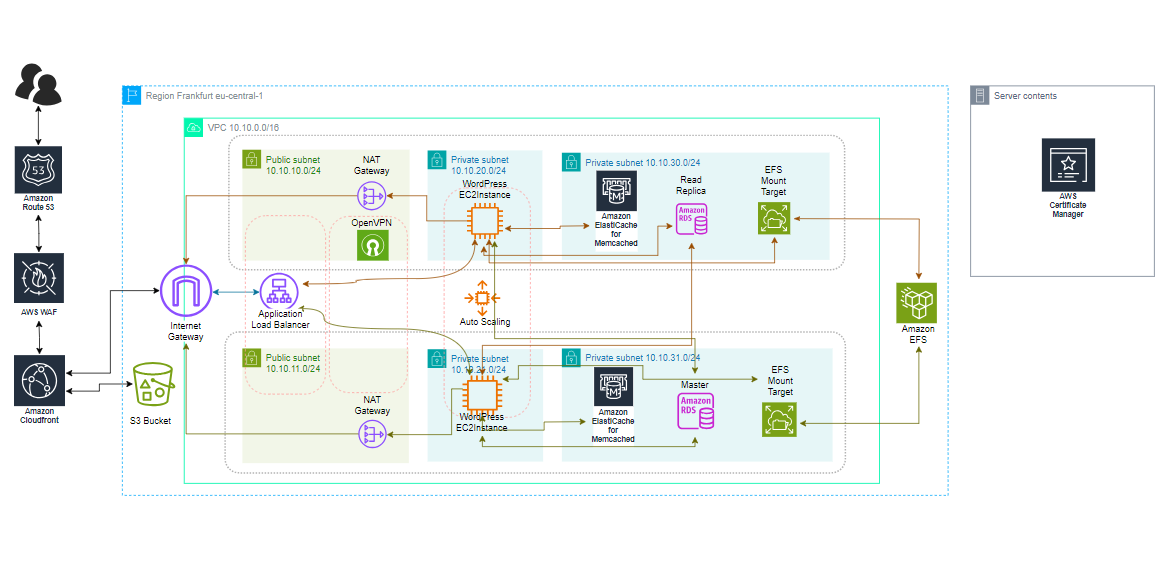 Region Frankfurt eu-central-1
Server contents
VPC 10.10.0.0/16
Public subnet
10.10.10.0/24
NAT
Gateway
OpenVPN
Private subnet
10.10.20.0/24
WordPress
EC2Instance
Private subnet 10.10.30.0/24
Amazon
ElastiCache
for
Memcached
Read
Replica
Amazon
RDS
EFS
Mount
Target
53
Amazon
Route 53
AWS WAF
Amazon
Cloudfront
S3 Bucket
Internet
Gateway
Application
Load Balancer
Auto Scaling
Amazon
EFS
AWS
Certificate
Manager
Public subnet
10.10.11.0/24
NAT
Gateway
Private subnet
10.10.21.0/24
WordPress
EC2Instance
Private subnet 10.10.31.0/24
Amazon
ElastiCache
for
Memcached
Master
Amazon
RDS
EFS
Mount
Target